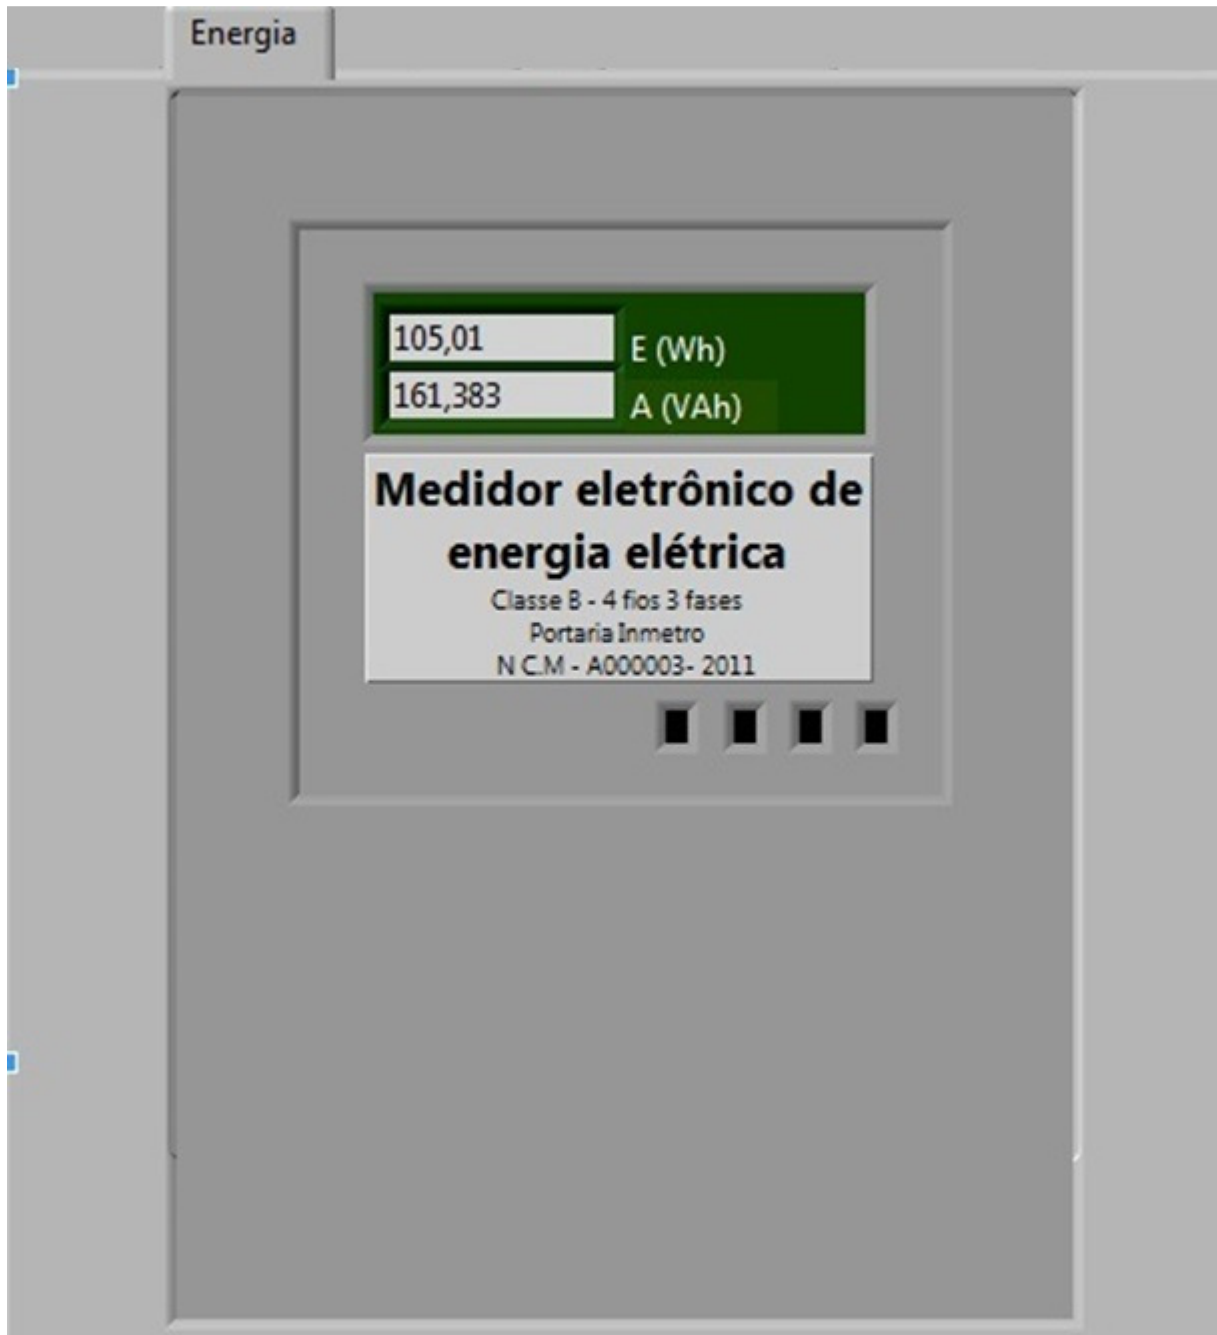 Energia
105,01
E (Wh)
161,383
A (VAh)
Medidor eletrônico de
energia elétrica
Classe B - 4 fios 3 fases
Portaria Inmetro
N C.M - A000003- 2011